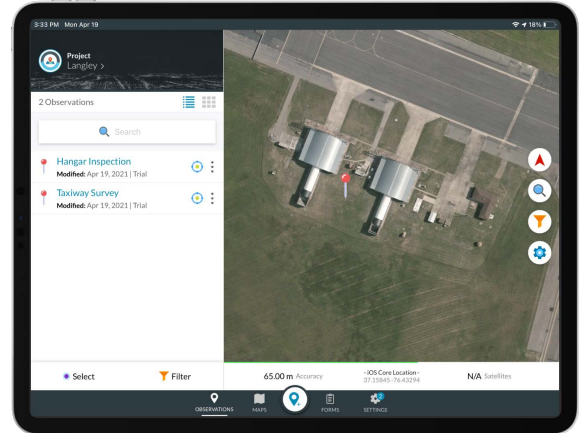 3:33 PM Mon Apr 19
18%
Project
Langley >
2 Observations
Search
Hangar Inspection
Modified: Apr 19, 2021 | Trial
Taxiway Survey
Modified: Apr 19, 2021 | Trial
Select
Filter
65.00 m Accuracy
- iOS Core Location -
37.15845 -76.43294
N/A Satellites
OBSERVATIONS
MAPS
FORMS
2
SETTINGS